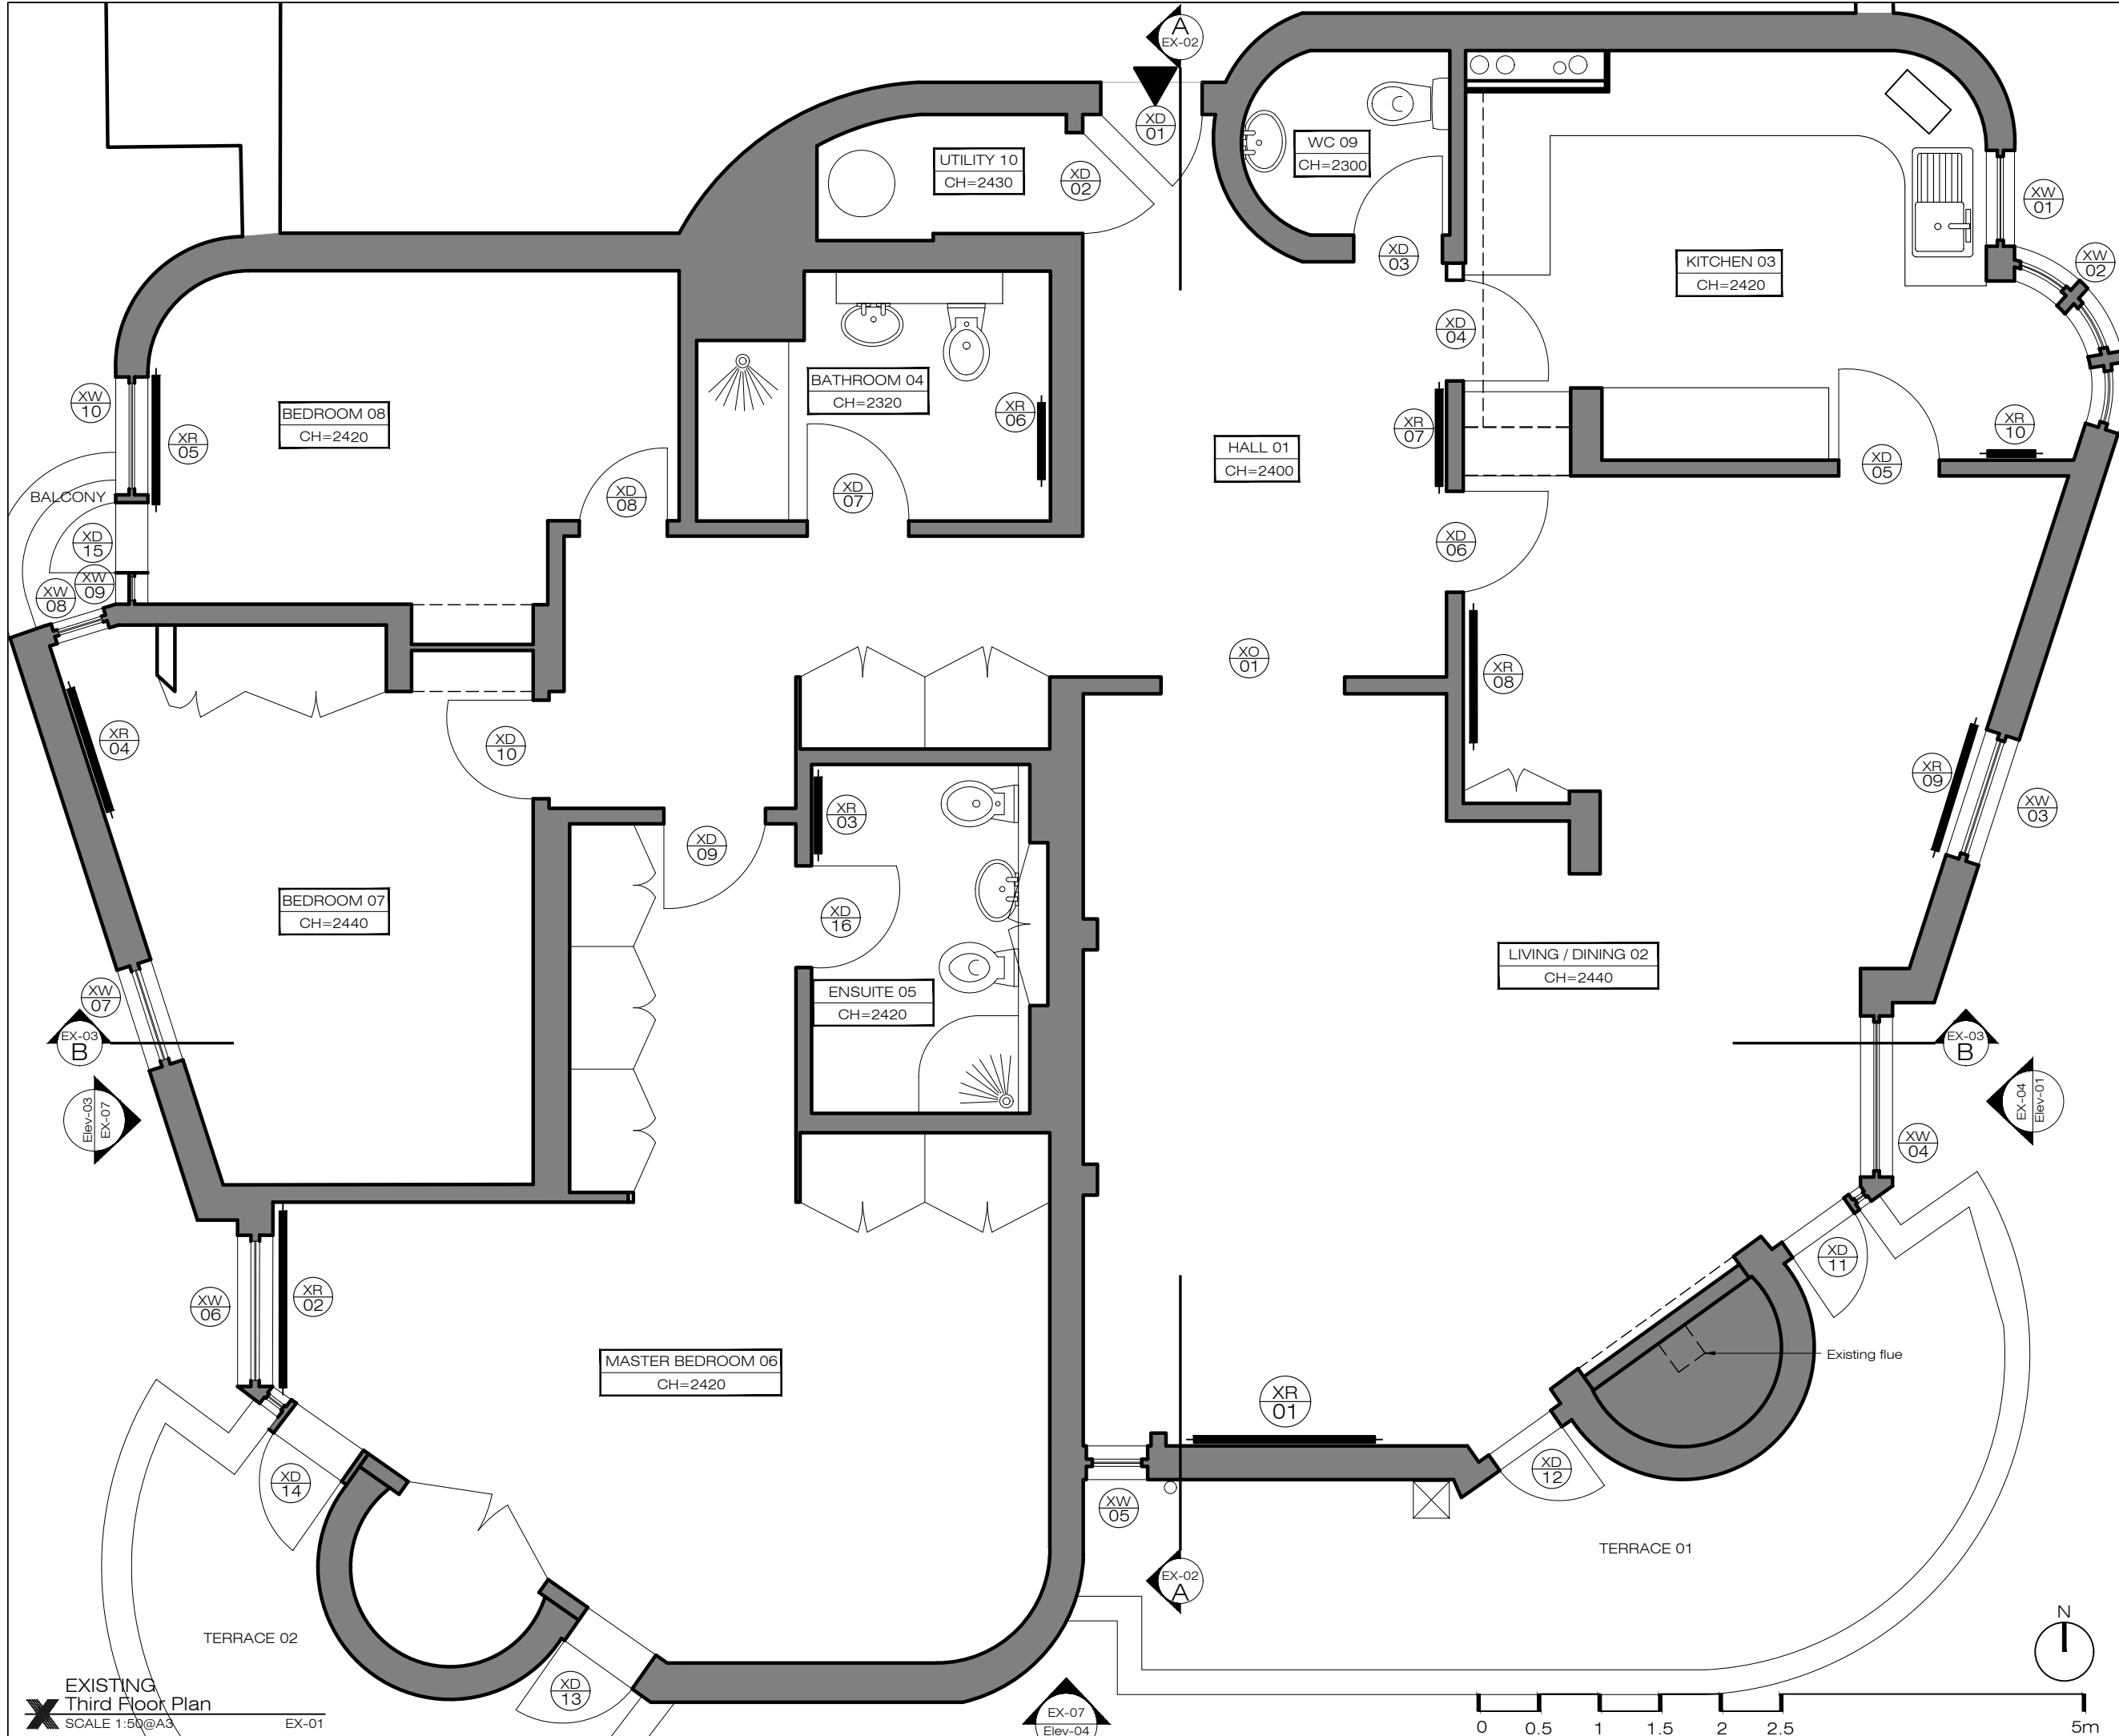 A
EX-02
XD
01
UTILITY 10
CH=2430
XD
02
WC 09
CH=2300
XD
03
XW
01
XW
02
KITCHEN 03
CH=2420
XD
04
BATHROOM 04
CH=2320
XR
06
XW
10
BEDROOM 08
CH=2420
XR
05
HALL 01
CH=2400
XR
07
XR
10
XD
05
BALCONY
XD
08
XD
07
XD
15
XD
06
XW
09
XW
08
XO
01
XR
08
XR
04
XD
10
XR
09
XW
03
XR
03
XD
09
BEDROOM 07
CH=2440
XD
16
LIVING / DINING 02
CH=2440
ENSUITE 05
CH=2420
XW
07
EX-03
B
EX-03
B
Elev-03
EX-07
EX-04
Elev-01
XW
04
XD
11
XW
06
XR
02
MASTER BEDROOM 06
CH=2420
Existing flue
XR
01
XD
14
XD
12
XW
05
TERRACE 01
EX-02
A
TERRACE 02
N
XD
13
EXISTING
Third Floor Plan
SCALE 1:50@A3
EX-01
EX-07
Elev-04
0 0.5 1 1.5 2 2.5 5m